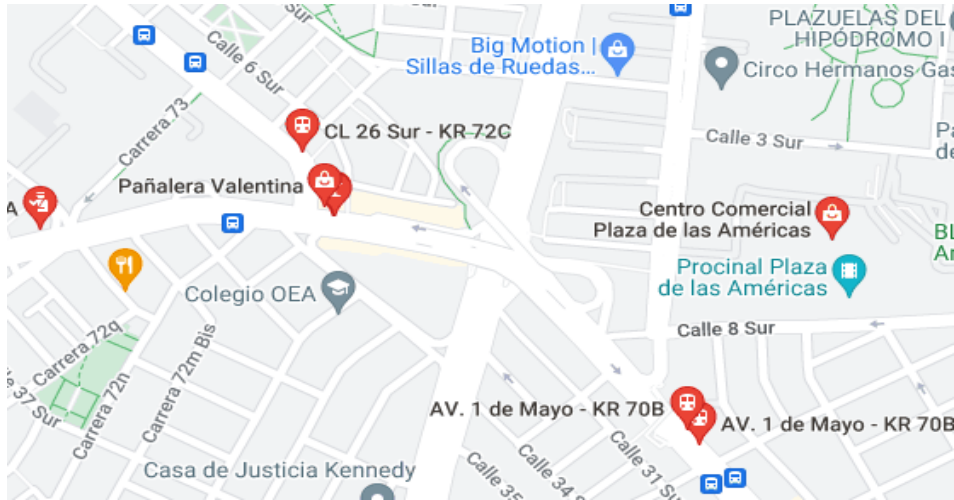 PLAZUELAS DEL
HIPÓDROMO I
Big Motion |
Sillas de Ruedas...
Circo Hermanos Gas
Calle 6 Sur
Carrera 73
CL 26 Sur - KR 72C
Calle 3 Sur
Pañalera Valentina
A
Centro Comercial
Plaza de las Américas
BL
Procinal Plaza
de las Américas
Colegio OEA
Calle 8 Sur
Carrera 72q
37 Sur
Carrera 72n
Carrera 72m Bis
AV. 1 de Mayo - KR 70B
AV. 1 de Mayo - KR 70B
Casa de Justicia Kennedy
Calle 35
Calle 34 Sur
Calle 31 Sur